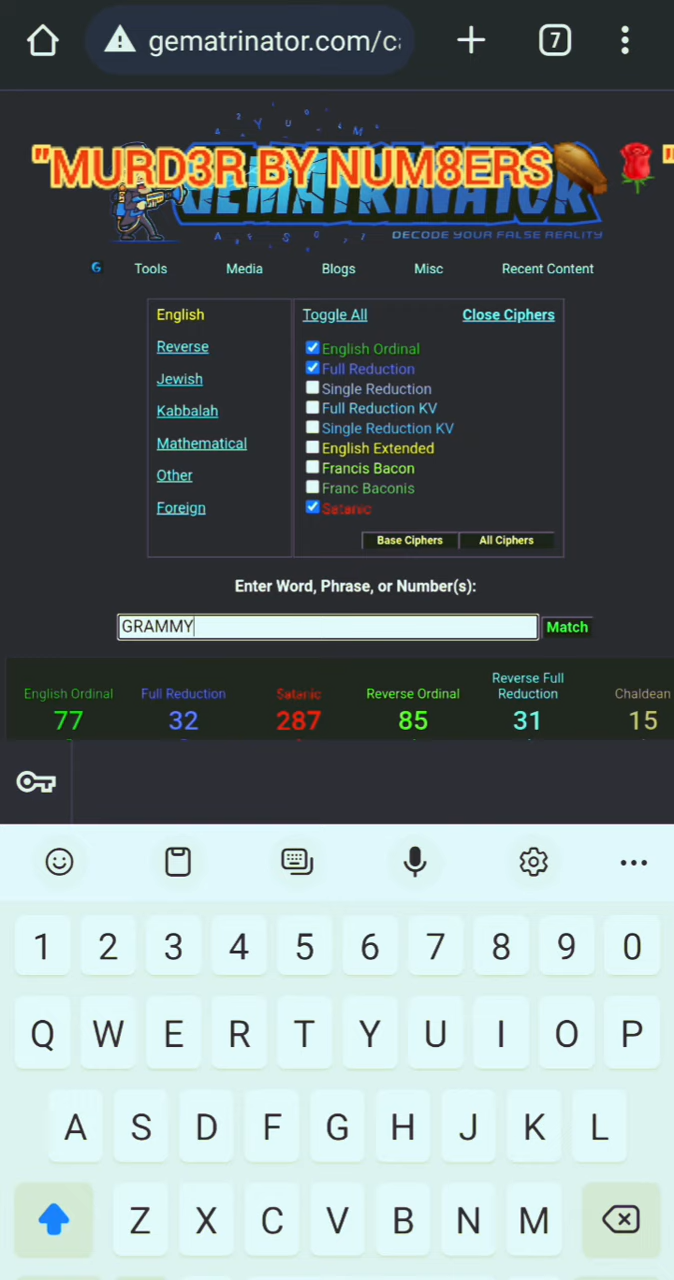 gematrinator.com/ca
7
"MURD3R BY NUM8ERS⚰️🌹"
GEMATRINATOR
DECODE YOUR FALSE REALITY
G Tools Media Blogs Misc Recent Content
English
Reverse
Jewish
Kabbalah
Mathematical
Other
Foreign
Toggle All Close Ciphers
English Ordinal
Full Reduction
Single Reduction
Full Reduction KV
Single Reduction KV
English Extended
Francis Bacon
Franc Baconis
Satanic
Base Ciphers All Ciphers
Enter Word, Phrase, or Number(s):
GRAMMY Match
English Ordinal Full Reduction Satanic Reverse Ordinal Reverse Full Reduction Chaldean
77 32 287 85 31 15
1 2 3 4 5 6 7 8 9 0
Q W E R T Y U I O P
A S D F G H J K L
Z X C V B N M